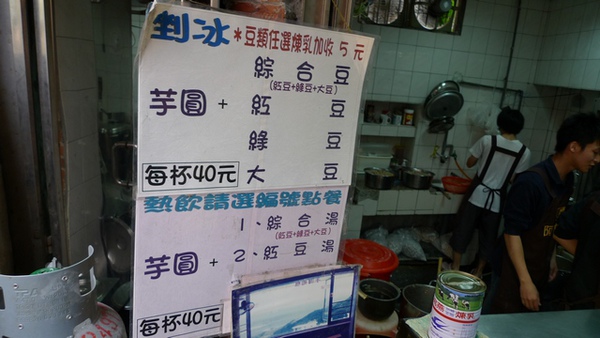 剉冰 *豆類任選煉乳加收5元
綜合豆
(紅豆+綠豆+大豆)
芋圓+紅豆
綠豆
每杯40元 大豆
熱飲請選編號點餐
1、綜合湯
(紅豆+綠豆+大豆)
芋圓+2、紅豆湯
每杯40元
煉乳